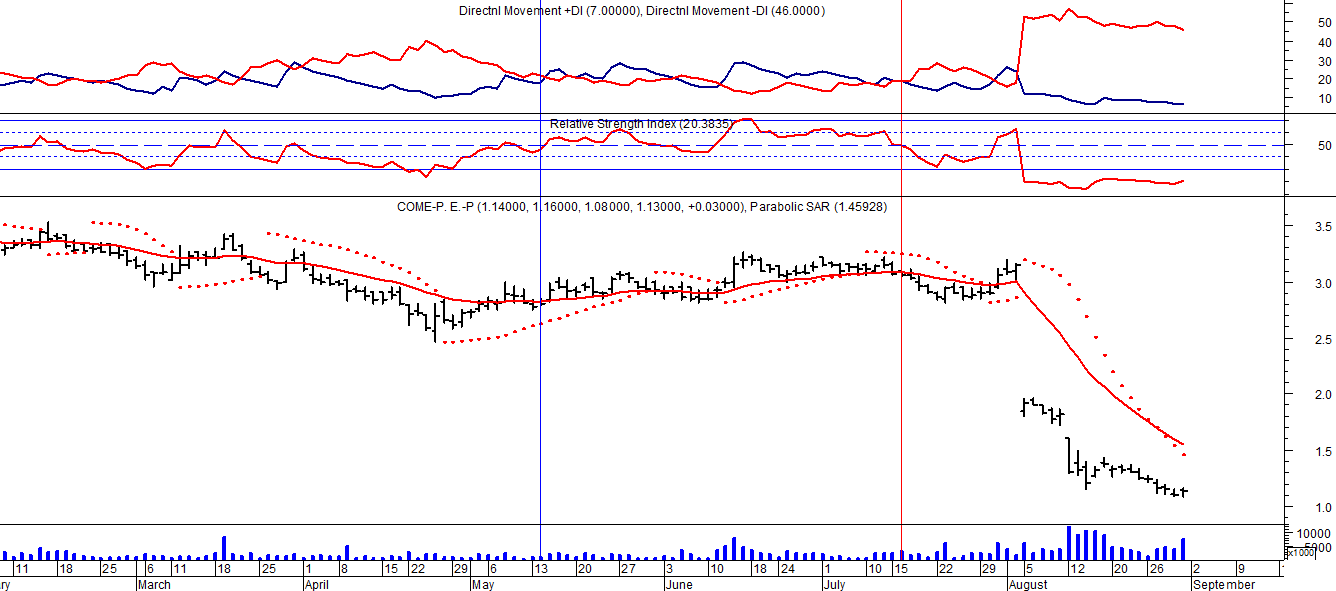 Directnl Movement +DI (7.00000), Directnl Movement -DI (46.0000)
50
40
30
20
10
Relative Strength Index (20.3835)
50
COME-P. E.-P (1.14000, 1.16000, 1.08000, 1.13000, +0.03000), Parabolic SAR (1.45928)
3.5
3.0
2.5
2.0
1.5
1.0
10000
5000
x1000
11 18 25 6 11 18 25 1 8 15 22 29 6 13 20 27 3 10 18 24 1 10 15 22 29 5 12 20 26 2 9
ry March April May June July August September